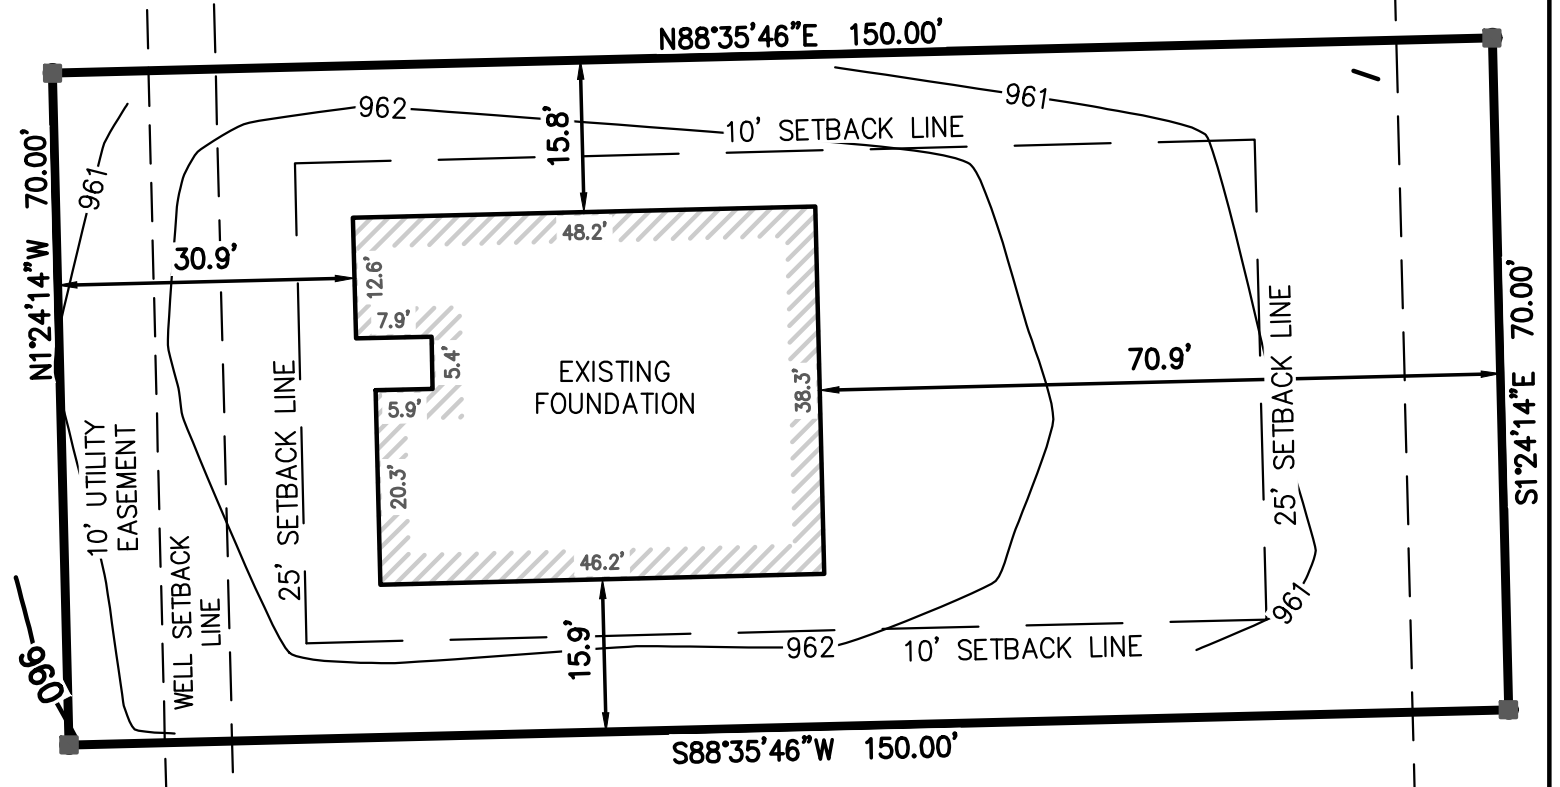 N88°35'46"E 150.00'
962
961
15.8'
10' SETBACK LINE
N1°24'14"W 70.00'
961
48.2'
30.9'
12.6'
7.9'
5.4'
EXISTING
FOUNDATION
38.3'
70.9'
25' SETBACK LINE
S1°24'14"E 70.00'
5.9'
20.3'
25' SETBACK LINE
10' UTILITY
EASEMENT
WELL SETBACK
LINE
46.2'
15.9'
962
10' SETBACK LINE
961
960
S88°35'46"W 150.00'